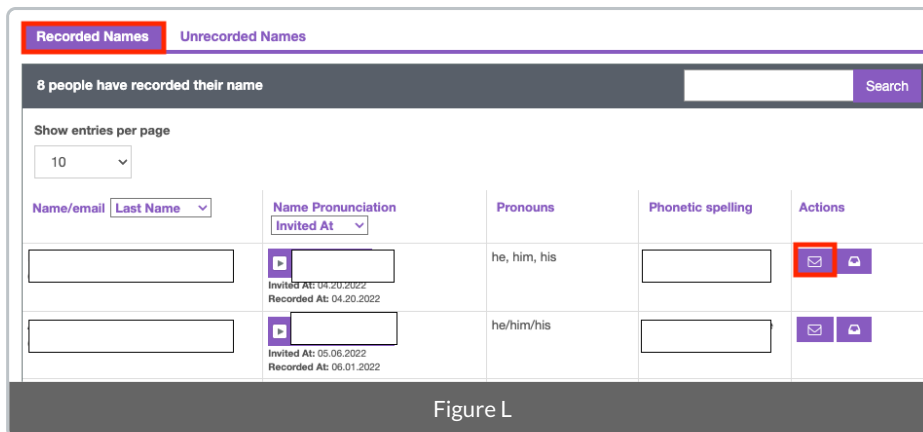 Recorded Names Unrecorded Names
8 people have recorded their name Search
Show entries per page
10
Name/email Last Name Name Pronunciation Pronouns Phonetic spelling Actions
Invited At
he, him, his
Invited At: 04.20.2022
Recorded At: 04.20.2022
he/him/his
Invited At: 05.06.2022
Recorded At: 06.01.2022
Figure L